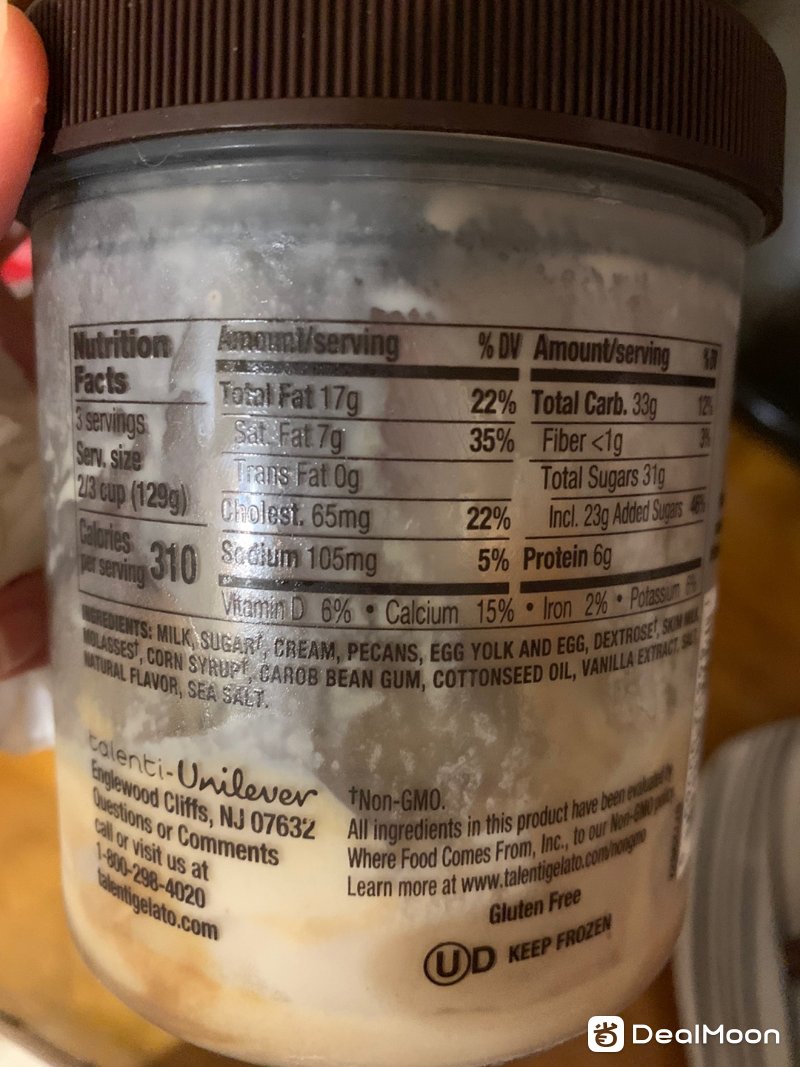 Nutrition
Facts
3 servings
Serv. size
2/3 cup (129g)
Calories
per serving 310
Amount/serving % DV
Total Fat 17g 22%
Sat. Fat 7g 35%
Trans Fat 0g
Cholest. 65mg 22%
Sodium 105mg 5%
Amount/serving %DV
Total Carb. 33g 12%
Fiber <1g 3%
Total Sugars 31g
Incl. 23g Added Sugars 46%
Protein 6g
Vitamin D 6% • Calcium 15% • Iron 2% • Potassium 6%
INGREDIENTS: MILK, SUGAR†, CREAM, PECANS, EGG YOLK AND EGG, DEXTROSE†, SKIM MILK,
MOLASSES†, CORN SYRUP†, CAROB BEAN GUM, COTTONSEED OIL, VANILLA EXTRACT, SALT,
NATURAL FLAVOR, SEA SALT.
talenti-Unilever
Englewood Cliffs, NJ 07632
Questions or Comments
call or visit us at
1-800-298-4020
talentigelato.com
†Non-GMO.
All ingredients in this product have been evaluated by
Where Food Comes From, Inc., to our Non-GMO policy.
Learn more at www.talentigelato.com/nongmo
Gluten Free
UD KEEP FROZEN
DealMoon